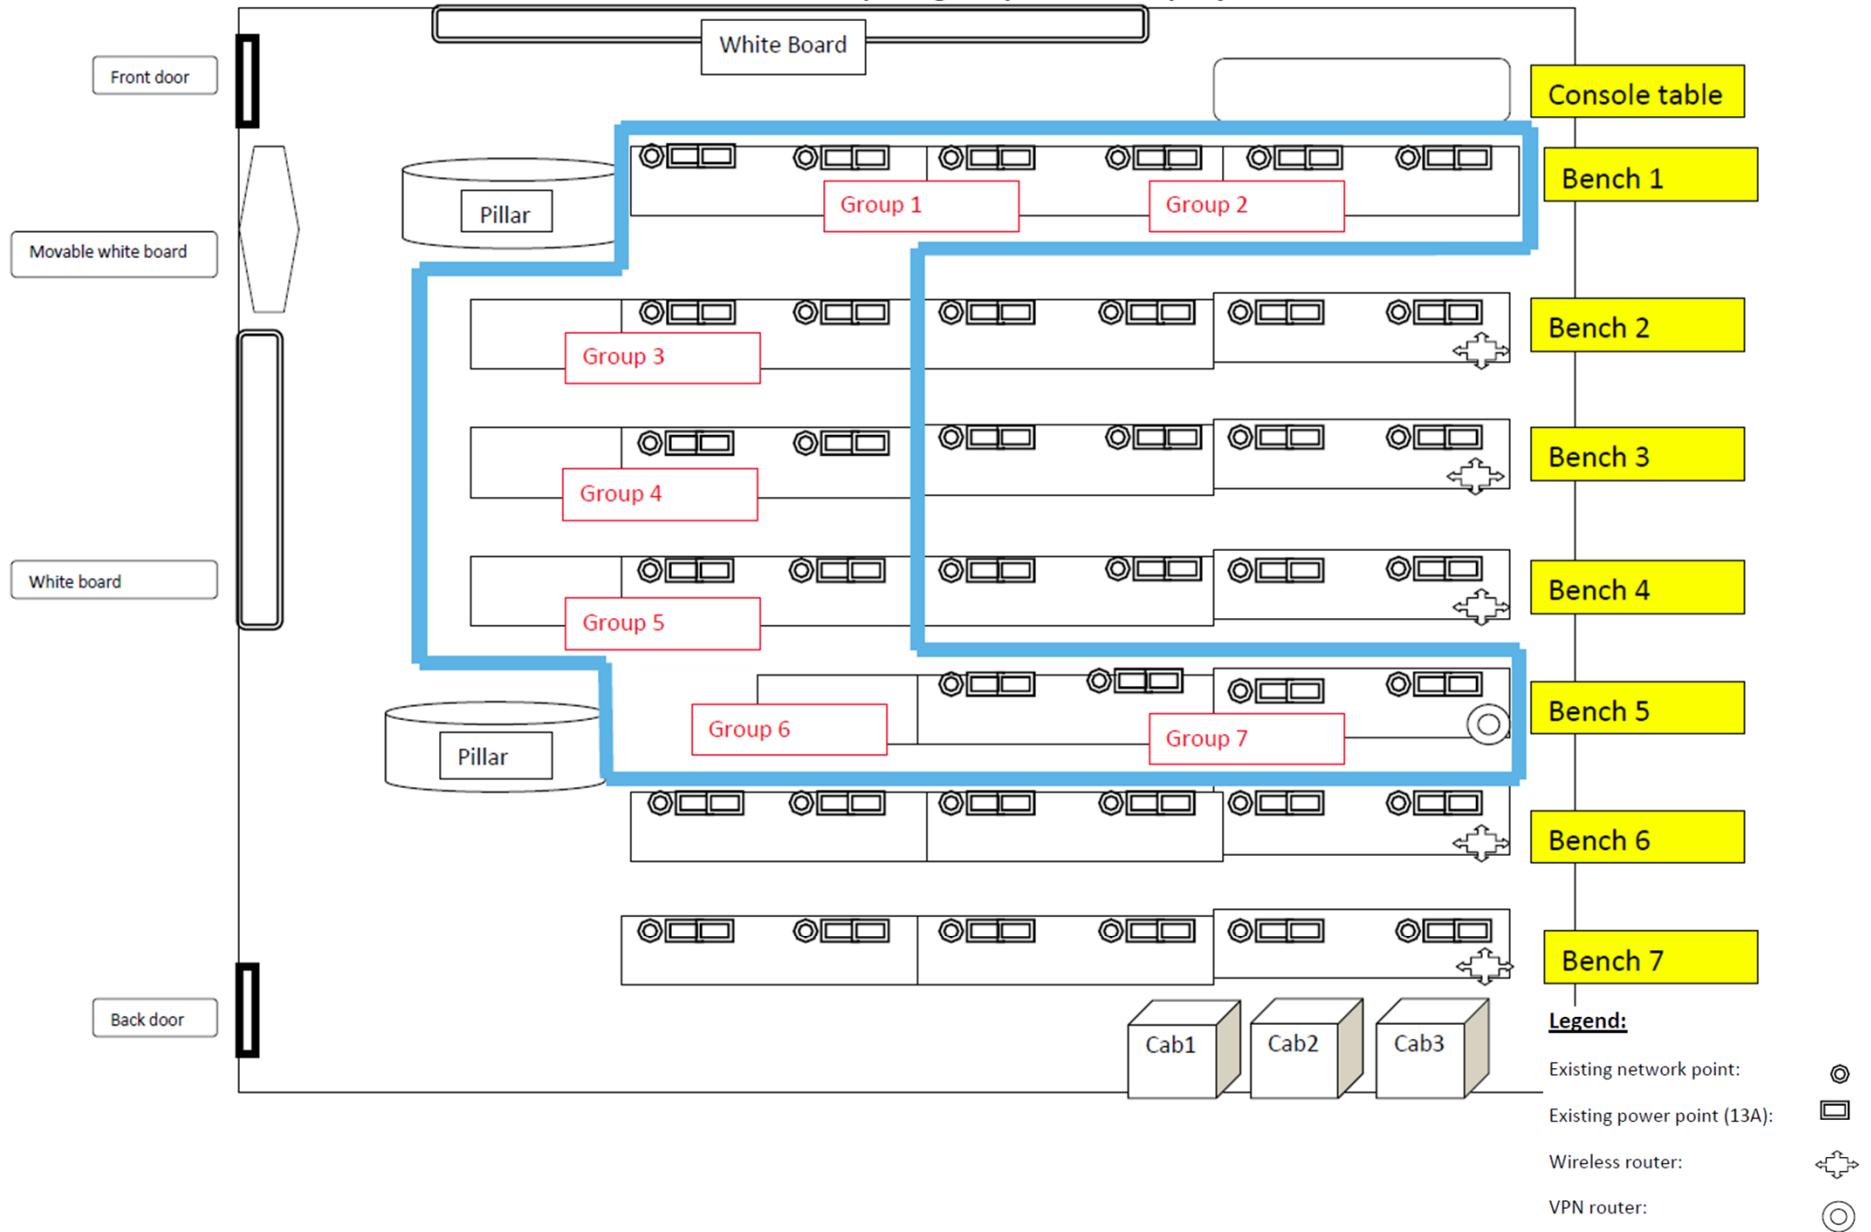 White Board
Front door
Console table
Bench 1
Pillar
Group 1
Group 2
Movable white board
Bench 2
Group 3
Bench 3
Group 4
White board
Bench 4
Group 5
Bench 5
Group 6
Group 7
Pillar
Bench 6
Bench 7
Back door
Cab1
Cab2
Cab3
Legend:
Existing network point:
Existing power point (13A):
Wireless router:
VPN router: